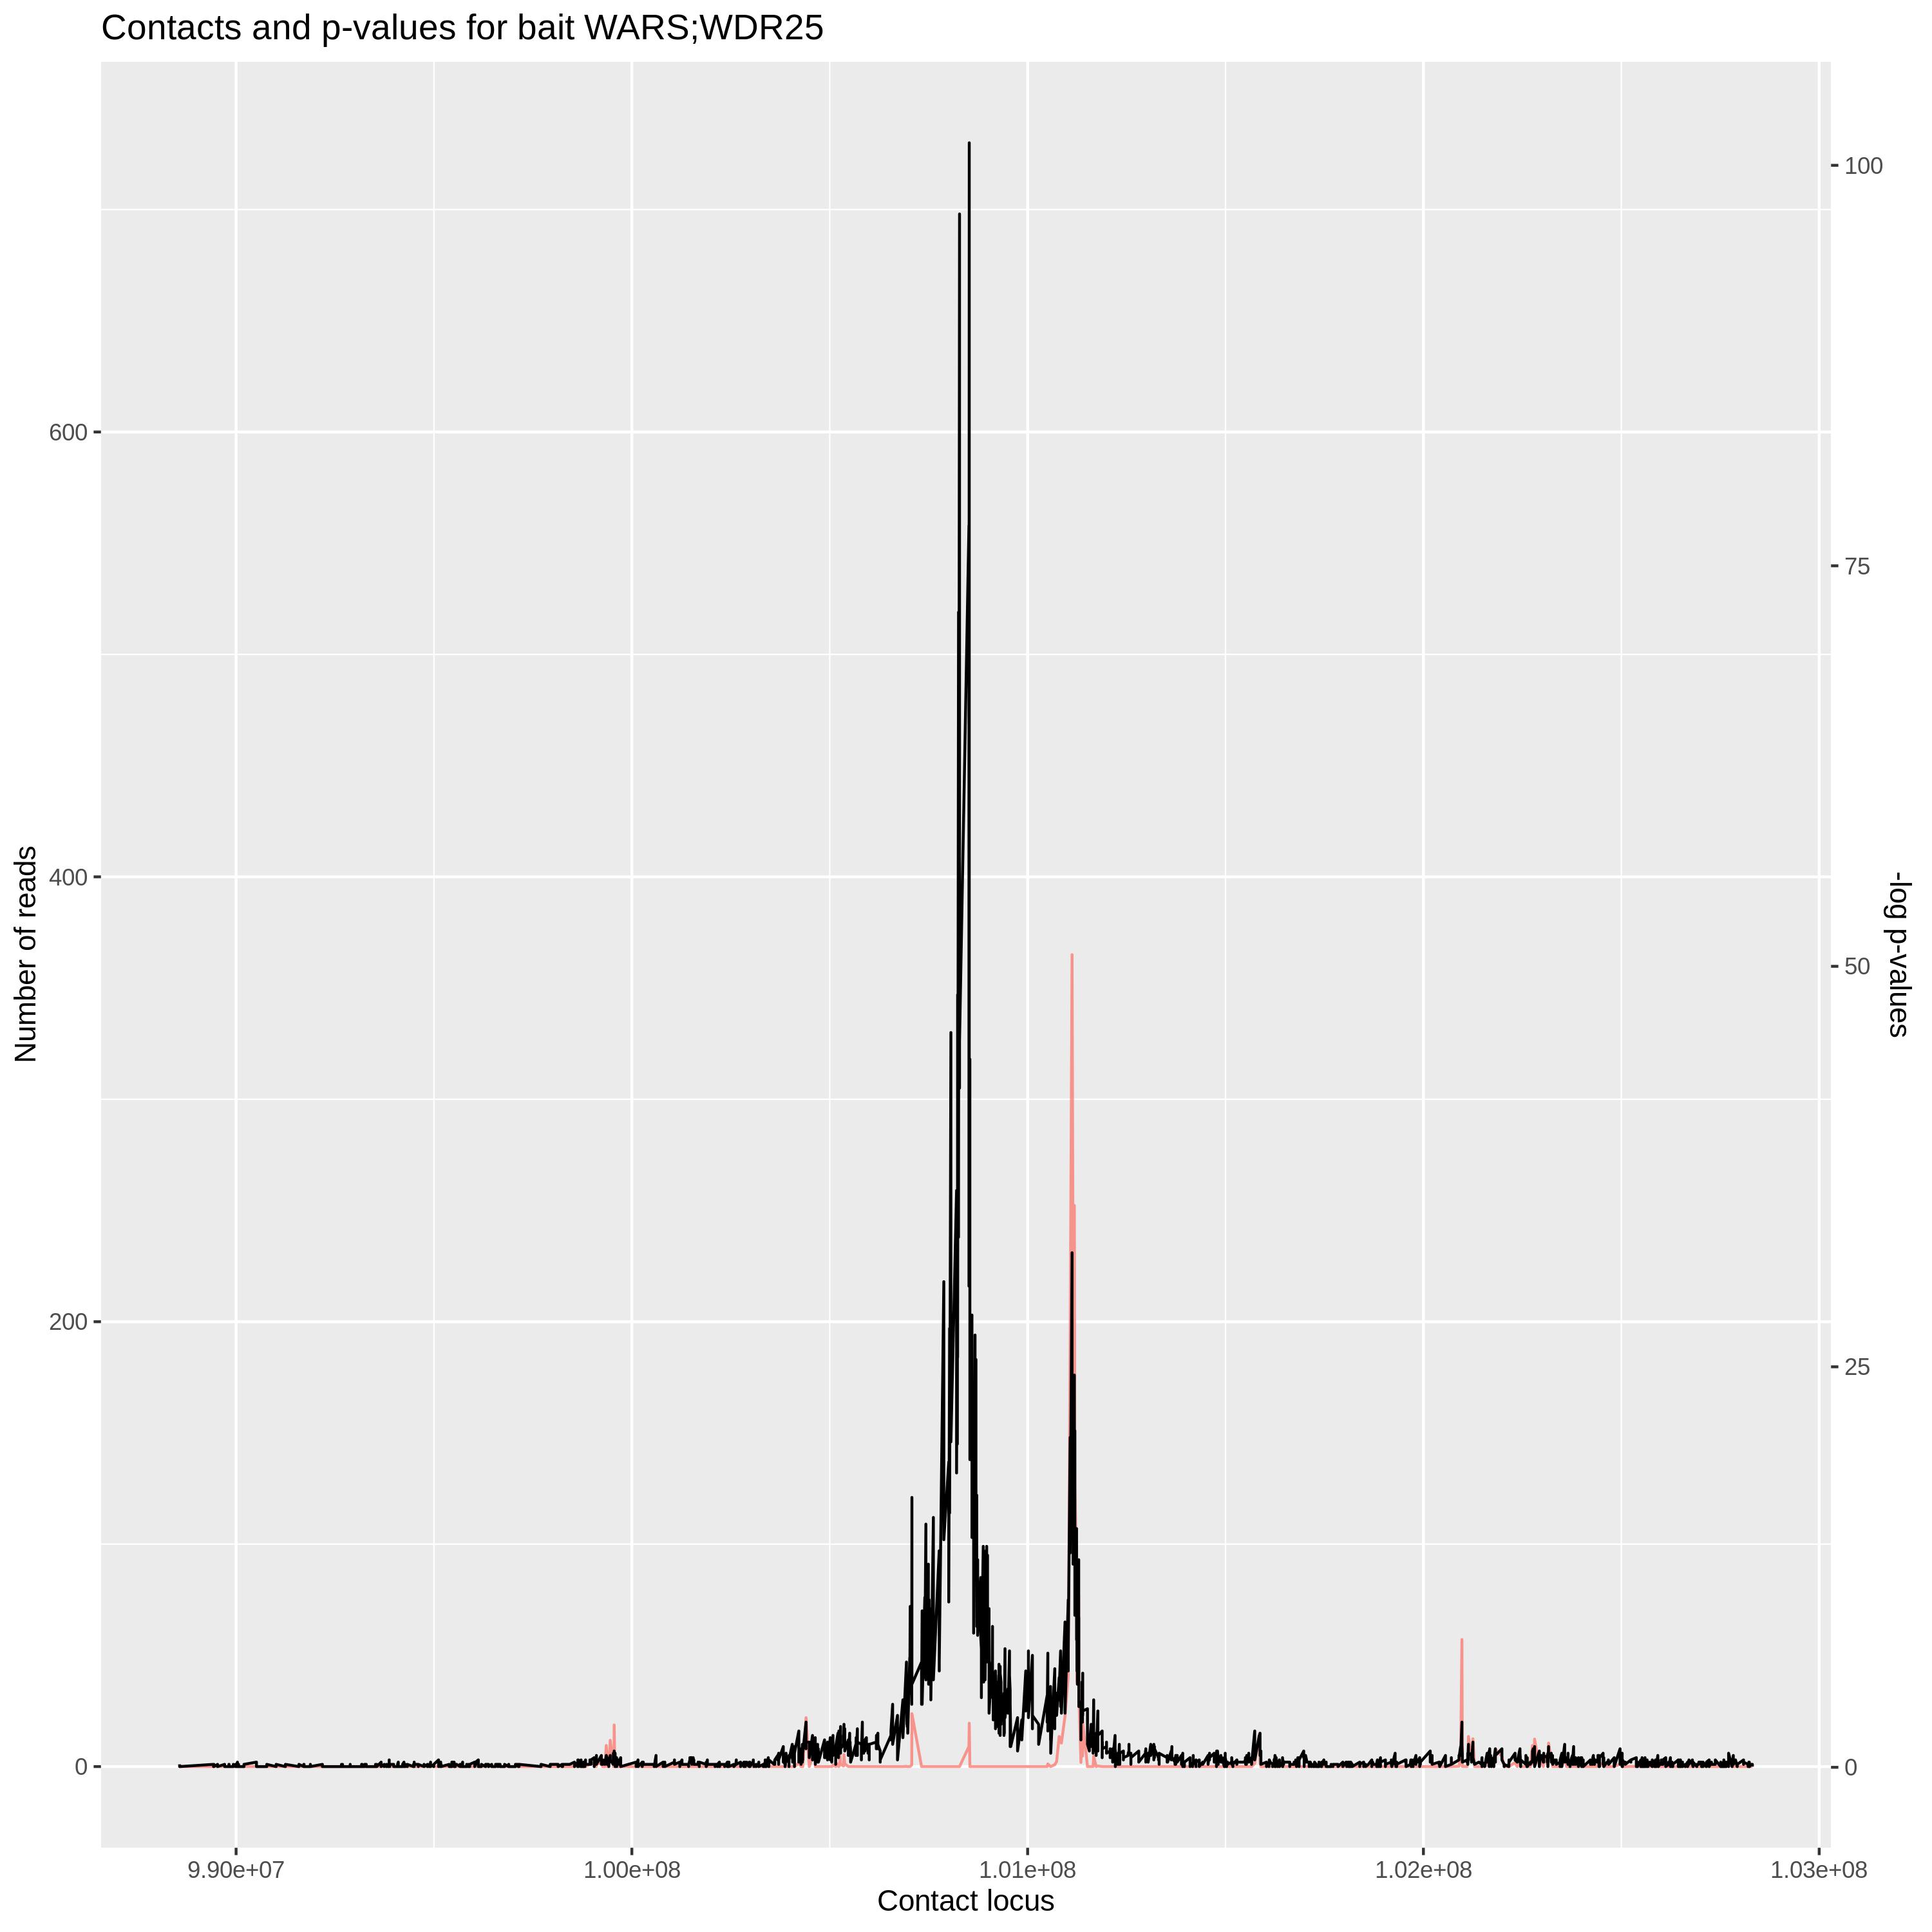 Contacts and p-values for bait WARS;WDR25
Number of reads
600
400
200
0
100
75
50
25
0
-log p-values
9.90e+07
1.00e+08
1.01e+08
1.02e+08
1.03e+08
Contact locus